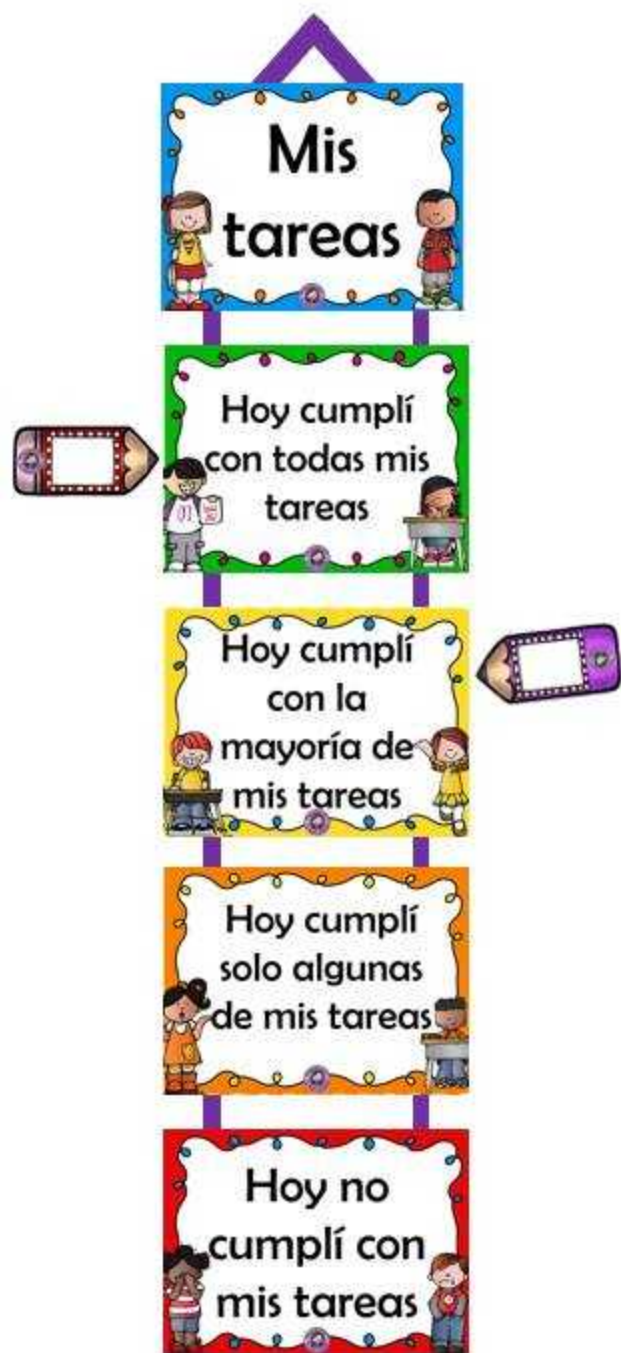 Mis
tareas
Hoy cumplí
con todas mis
tareas
Hoy cumplí
con la
mayoría de
mis tareas
Hoy cumplí
solo algunas
de mis tareas
Hoy no
cumplí con
mis tareas